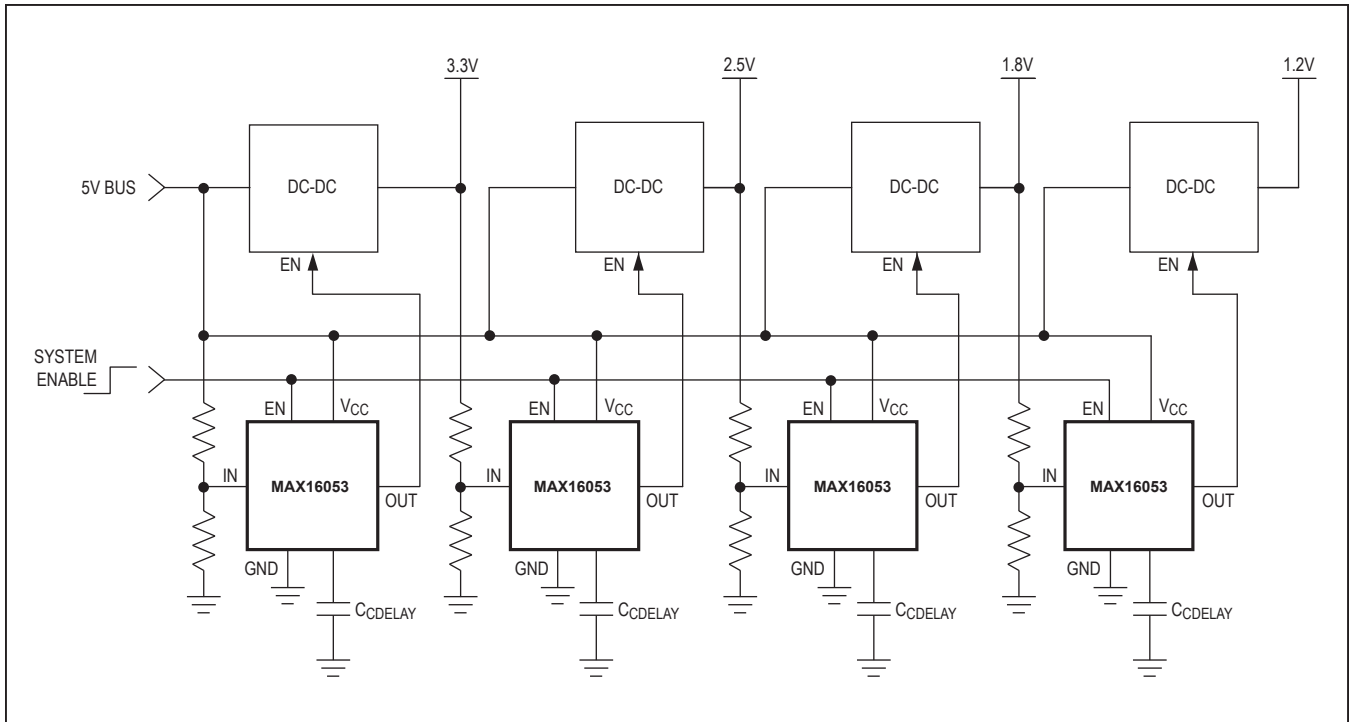 3.3V
2.5V
1.8V
1.2V
5V BUS
DC-DC
DC-DC
DC-DC
DC-DC
EN
EN
EN
EN
SYSTEM
ENABLE
EN
VCC
EN
VCC
EN
VCC
EN
VCC
IN
MAX16053
OUT
IN
MAX16053
OUT
IN
MAX16053
OUT
IN
MAX16053
OUT
GND
GND
GND
GND
CCDELAY
CCDELAY
CCDELAY
CCDELAY